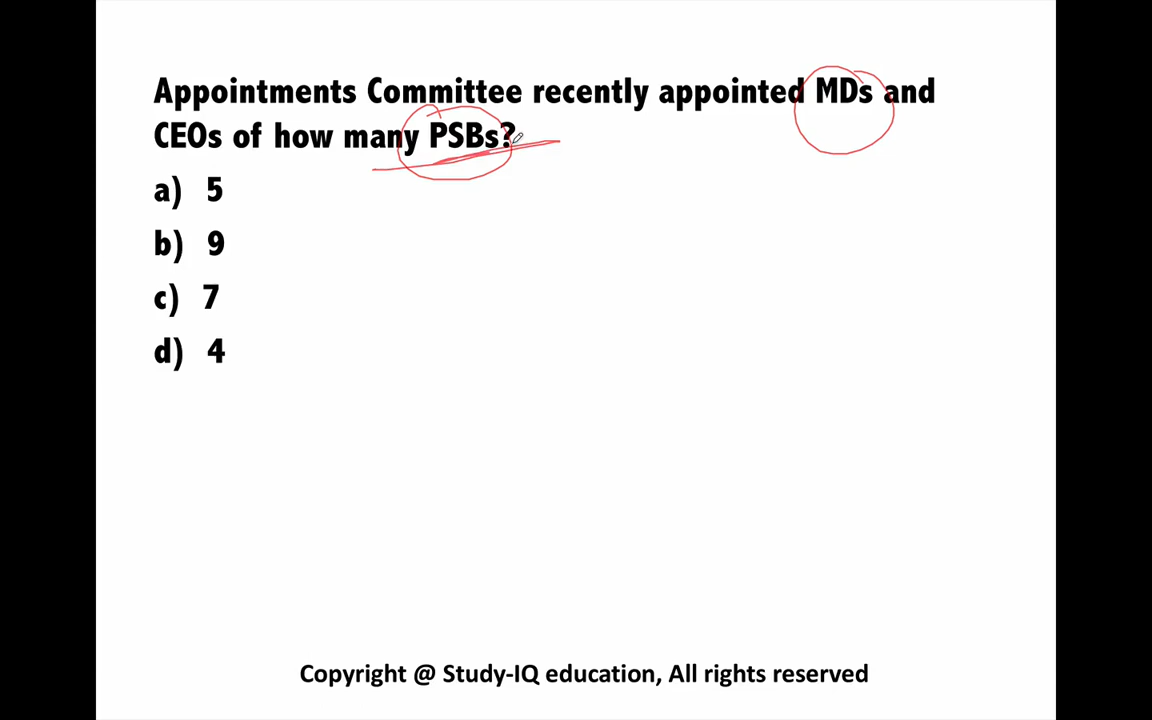 Appointments Committee recently appointed MDs and
CEOs of how many PSBs?
a) 5
b) 9
c) 7
d) 4
Copyright @ Study-IQ education, All rights reserved